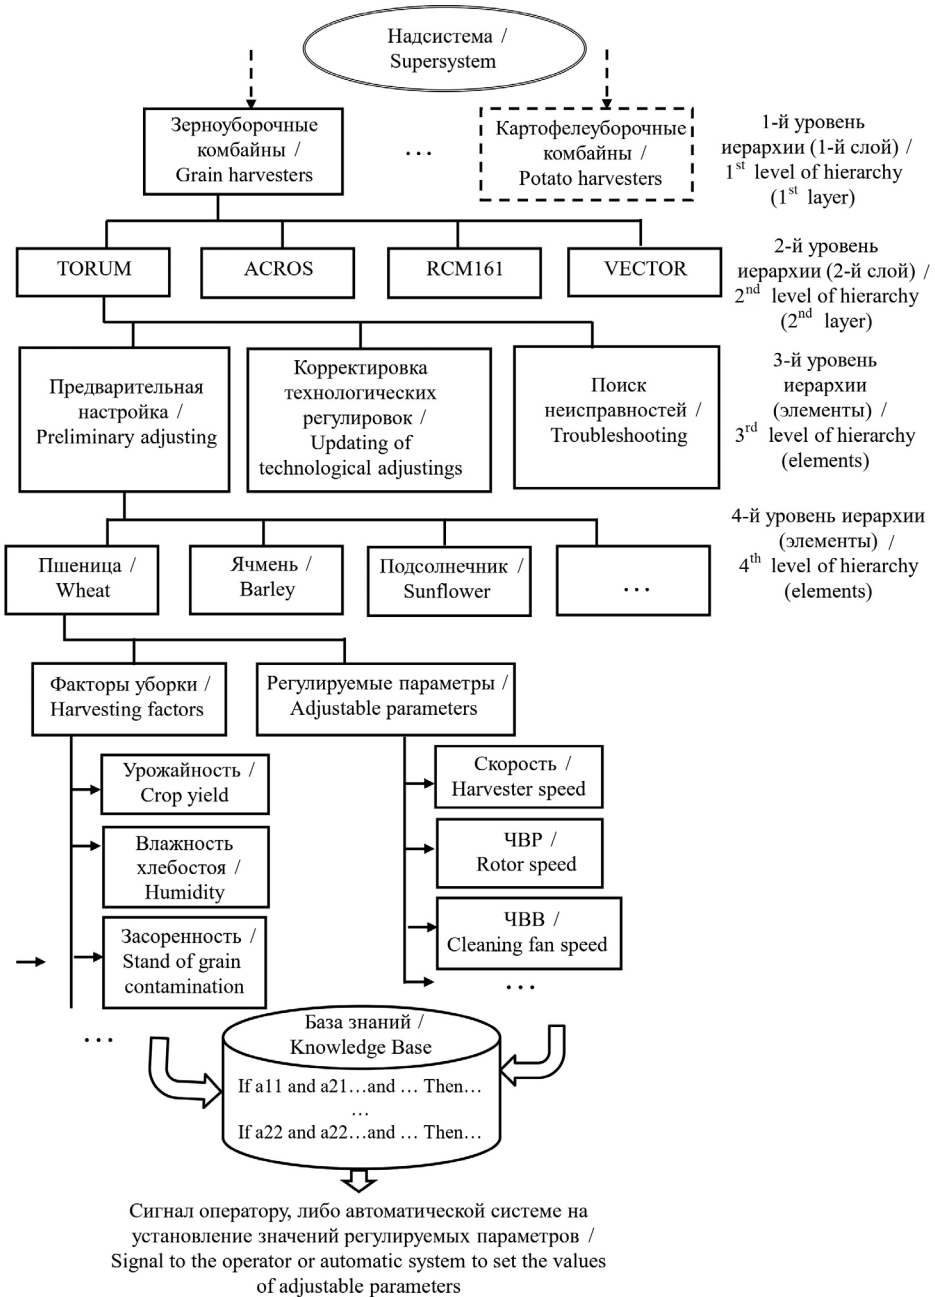 Надсистема /
Supersystem
Зерноуборочные
комбайны /
Grain harvesters
...
Картофелеуборочные
комбайны /
Potato harvesters
1-й уровень
иерархии (1-й слой) /
1st level of hierarchy
(1st layer)
TORUM
ACROS
RCM161
VECTOR
2-й уровень
иерархии (2-й слой) /
2nd level of hierarchy
(2nd layer)
Предварительная
настройка /
Preliminary adjusting
Корректировка
технологических
регулировок /
Updating of
technological adjustings
Поиск
неисправностей /
Troubleshooting
3-й уровень
иерархии
(элементы) /
3rd level of hierarchy
(elements)
Пшеница /
Wheat
Ячмень /
Barley
Подсолнечник /
Sunflower
...
4-й уровень иерархии
(элементы) /
4th level of hierarchy
(elements)
Факторы уборки /
Harvesting factors
Регулируемые параметры /
Adjustable parameters
Урожайность /
Crop yield
Влажность
хлебостоя /
Humidity
Засоренность /
Stand of grain
contamination
...
Скорость /
Harvester speed
ЧВР /
Rotor speed
ЧВВ /
Cleaning fan speed
...
База знаний /
Knowledge Base
If a11 and a21…and … Then…
...
If a22 and a22…and … Then…
Сигнал оператору, либо автоматической системе на
установление значений регулируемых параметров /
Signal to the operator or automatic system to set the values
of adjustable parameters